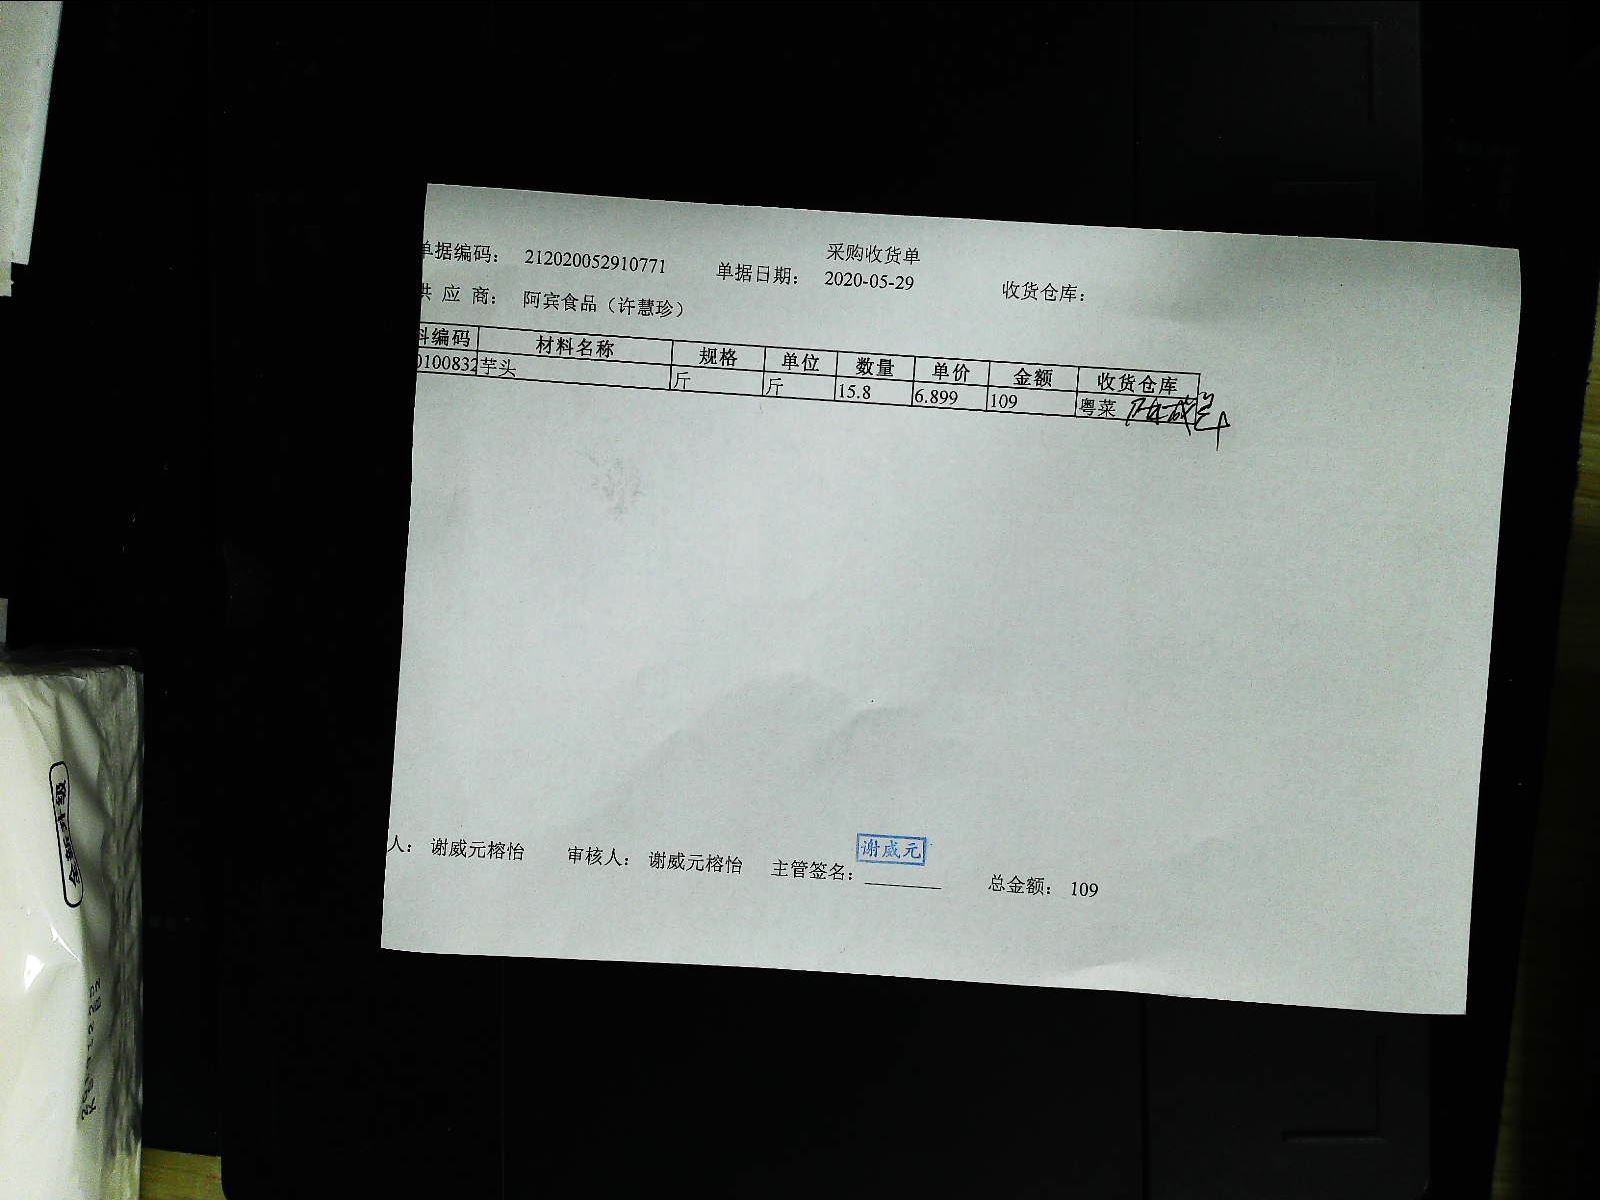 采购收货单
单据编码： 212020052910771 单据日期： 2020-05-29 收货仓库：
供 应 商： 阿宾食品（许慧珍）
料编码 材料名称 规格 单位 数量 单价 金额 收货仓库
0100832 芋头 斤 斤 15.8 6.899 109 粤菜
谢威元
人： 谢威元榕怡 审核人： 谢威元榕怡 主管签名： 总金额： 109